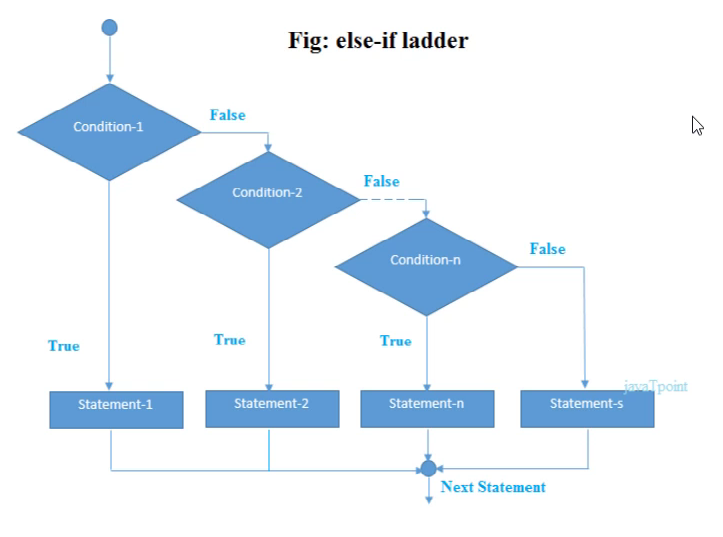 Fig: else-if ladder
Condition-1
False
Condition-2
False
Condition-n
False
True
True
True
Statement-1
Statement-2
Statement-n
Statement-s
javaTpoint
Next Statement